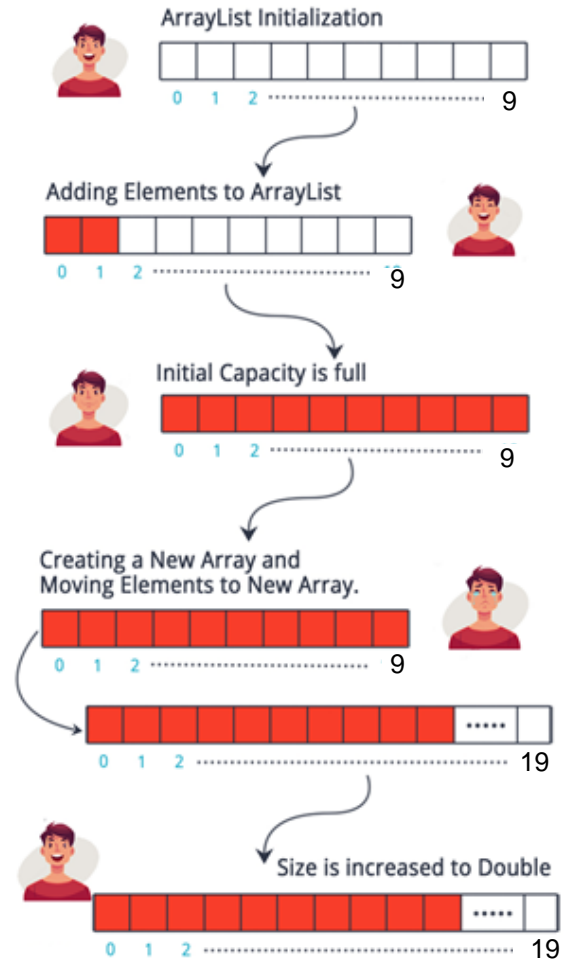 ArrayList Initialization
0 1 2 9
Adding Elements to ArrayList
0 1 2 9
Initial Capacity is full
0 1 2 9
Creating a New Array and
Moving Elements to New Array.
0 1 2 9
0 1 2 19
Size is increased to Double
0 1 2 19